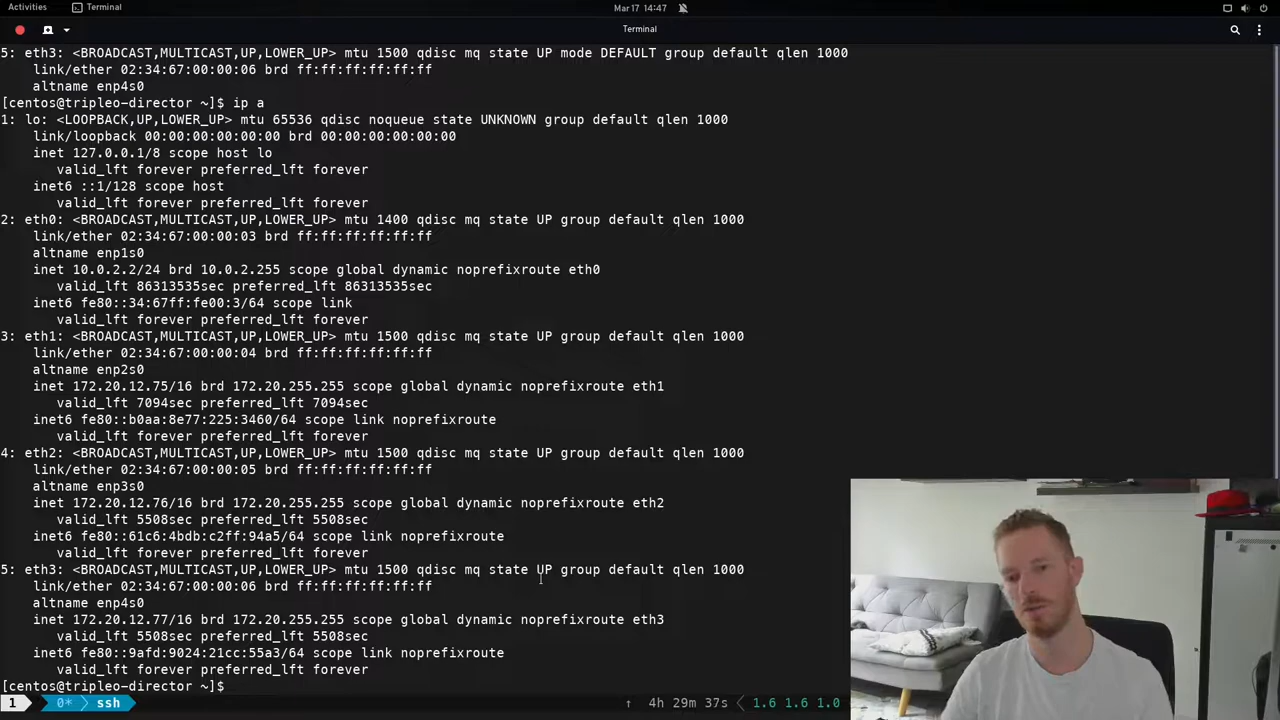 Activities
Terminal
Mar 17 14:47
Terminal
5: eth3: <BROADCAST,MULTICAST,UP,LOWER_UP> mtu 1500 qdisc mq state UP mode DEFAULT group default qlen 1000
link/ether 02:34:67:00:00:06 brd ff:ff:ff:ff:ff:ff
altname enp4s0
[centos@tripleo-director ~]$ ip a
1: lo: <LOOPBACK,UP,LOWER_UP> mtu 65536 qdisc noqueue state UNKNOWN group default qlen 1000
link/loopback 00:00:00:00:00:00 brd 00:00:00:00:00:00
inet 127.0.0.1/8 scope host lo
valid_lft forever preferred_lft forever
inet6 ::1/128 scope host
valid_lft forever preferred_lft forever
2: eth0: <BROADCAST,MULTICAST,UP,LOWER_UP> mtu 1400 qdisc mq state UP group default qlen 1000
link/ether 02:34:67:00:00:03 brd ff:ff:ff:ff:ff:ff
altname enp1s0
inet 10.0.2.2/24 brd 10.0.2.255 scope global dynamic noprefixroute eth0
valid_lft 86313535sec preferred_lft 86313535sec
inet6 fe80::34:67ff:fe00:3/64 scope link
valid_lft forever preferred_lft forever
3: eth1: <BROADCAST,MULTICAST,UP,LOWER_UP> mtu 1500 qdisc mq state UP group default qlen 1000
link/ether 02:34:67:00:00:04 brd ff:ff:ff:ff:ff:ff
altname enp2s0
inet 172.20.12.75/16 brd 172.20.255.255 scope global dynamic noprefixroute eth1
valid_lft 7094sec preferred_lft 7094sec
inet6 fe80::b0aa:8e77:225:3460/64 scope link noprefixroute
valid_lft forever preferred_lft forever
4: eth2: <BROADCAST,MULTICAST,UP,LOWER_UP> mtu 1500 qdisc mq state UP group default qlen 1000
link/ether 02:34:67:00:00:05 brd ff:ff:ff:ff:ff:ff
altname enp3s0
inet 172.20.12.76/16 brd 172.20.255.255 scope global dynamic noprefixroute eth2
valid_lft 5508sec preferred_lft 5508sec
inet6 fe80::61c6:4bdb:c2ff:94a5/64 scope link noprefixroute
valid_lft forever preferred_lft forever
5: eth3: <BROADCAST,MULTICAST,UP,LOWER_UP> mtu 1500 qdisc mq state UP group default qlen 1000
link/ether 02:34:67:00:00:06 brd ff:ff:ff:ff:ff:ff
altname enp4s0
inet 172.20.12.77/16 brd 172.20.255.255 scope global dynamic noprefixroute eth3
valid_lft 5508sec preferred_lft 5508sec
inet6 fe80::9afd:9024:21cc:55a3/64 scope link noprefixroute
valid_lft forever preferred_lft forever
[centos@tripleo-director ~]$
1 0* ssh ↑ 4h 29m 37s 1.6 1.6 1.0